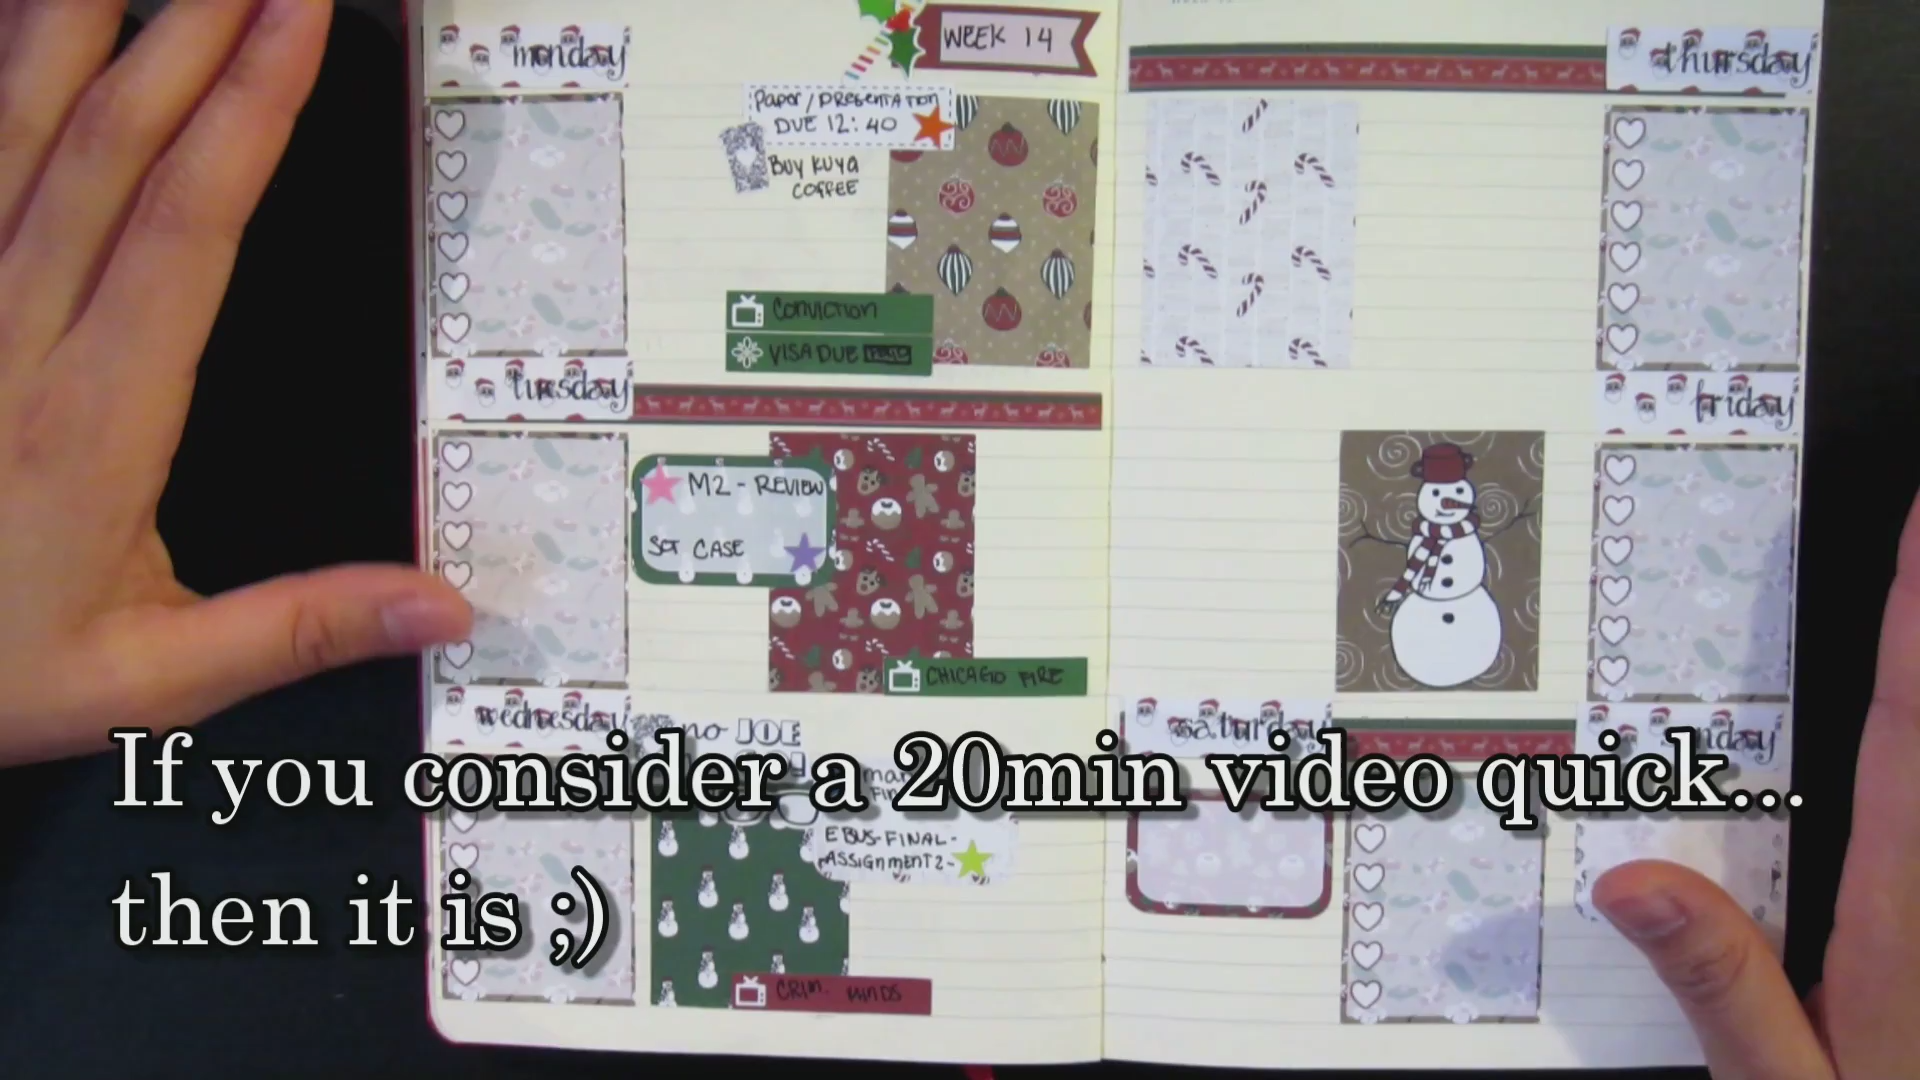 monday
WEEK 14
thursday
Paper/PRESENTATION
DUE 12:40
BUY KUYA
COFFEE
CONVICTION
VISA DUE
tuesday
friday
M2 - REVIEW
SOT CASE
CHICAGO FIRE
wednesday
no JOE
saturday
sunday
If you consider a 20min video quick...
then it is ;)
EBUS-FINAL-
ASSIGNMENT2-
CRIM. MINDS